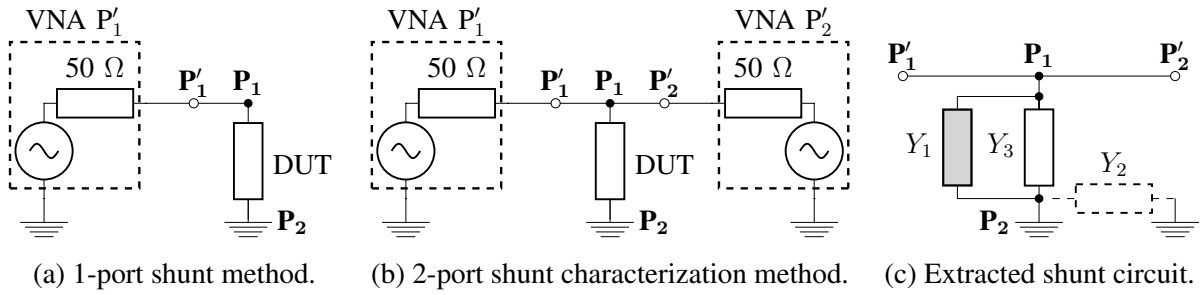 VNA P′₁
50 Ω
P′₁
P₁
DUT
P₂
(a) 1-port shunt method.
VNA P′₁
VNA P′₂
50 Ω
50 Ω
P′₁
P₁
P′₂
DUT
P₂
(b) 2-port shunt characterization method.
P′₁
P₁
P′₂
Y₁
Y₃
Y₂
P₂
(c) Extracted shunt circuit.